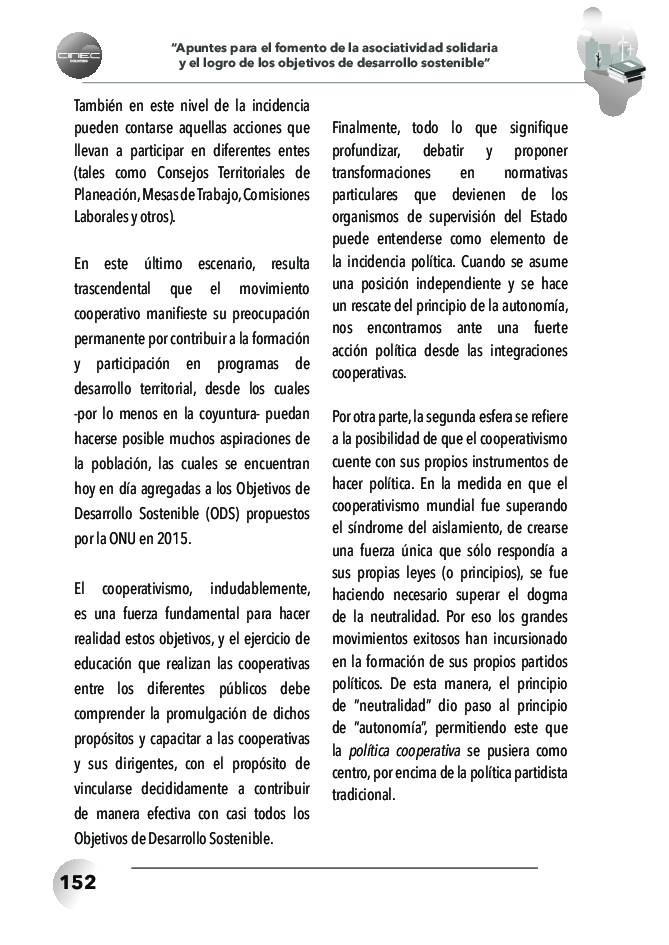 CINEC
COLOMBIA
“Apuntes para el fomento de la asociatividad solidaria
y el logro de los objetivos de desarrollo sostenible”
También en este nivel de la incidencia
pueden contarse aquellas acciones que
llevan a participar en diferentes entes
(tales como Consejos Territoriales de
Planeación, Mesas de Trabajo, Comisiones
Laborales y otros).
En este último escenario, resulta
trascendental que el movimiento
cooperativo manifieste su preocupación
permanente por contribuir a la formación
y participación en programas de
desarrollo territorial, desde los cuales
-por lo menos en la coyuntura- puedan
hacerse posible muchos aspiraciones de
la población, las cuales se encuentran
hoy en día agregadas a los Objetivos de
Desarrollo Sostenible (ODS) propuestos
por la ONU en 2015.
El cooperativismo, indudablemente,
es una fuerza fundamental para hacer
realidad estos objetivos, y el ejercicio de
educación que realizan las cooperativas
entre los diferentes públicos debe
comprender la promulgación de dichos
propósitos y capacitar a las cooperativas
y sus dirigentes, con el propósito de
vincularse decididamente a contribuir
de manera efectiva con casi todos los
Objetivos de Desarrollo Sostenible.
Finalmente, todo lo que signifique
profundizar, debatir y proponer
transformaciones en normativas
particulares que devienen de los
organismos de supervisión del Estado
puede entenderse como elemento de
la incidencia política. Cuando se asume
una posición independiente y se hace
un rescate del principio de la autonomía,
nos encontramos ante una fuerte
acción política desde las integraciones
cooperativas.
Por otra parte, la segunda esfera se refiere
a la posibilidad de que el cooperativismo
cuente con sus propios instrumentos de
hacer política. En la medida en que el
cooperativismo mundial fue superando
el síndrome del aislamiento, de crearse
una fuerza única que sólo respondía a
sus propias leyes (o principios), se fue
haciendo necesario superar el dogma
de la neutralidad. Por eso los grandes
movimientos exitosos han incursionado
en la formación de sus propios partidos
políticos. De esta manera, el principio
de “neutralidad” dio paso al principio
de “autonomía”, permitiendo este que
la política cooperativa se pusiera como
centro, por encima de la política partidista
tradicional.
152